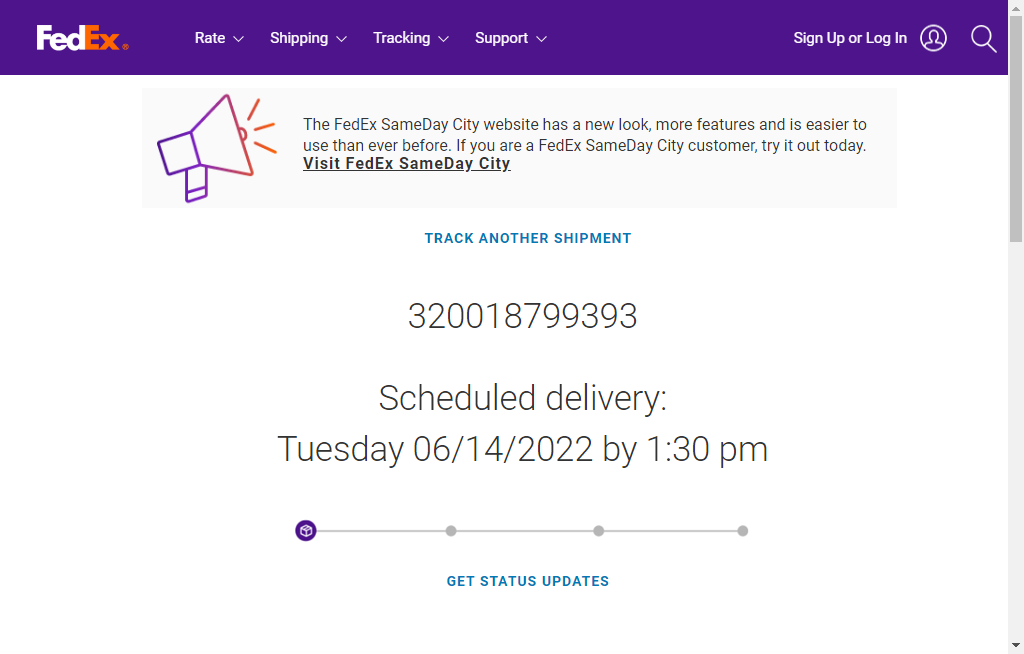 FedEx®
Rate
Shipping
Tracking
Support
Sign Up or Log In
The FedEx SameDay City website has a new look, more features and is easier to
use than ever before. If you are a FedEx SameDay City customer, try it out today.
Visit FedEx SameDay City
TRACK ANOTHER SHIPMENT
320018799393
Scheduled delivery:
Tuesday 06/14/2022 by 1:30 pm
GET STATUS UPDATES